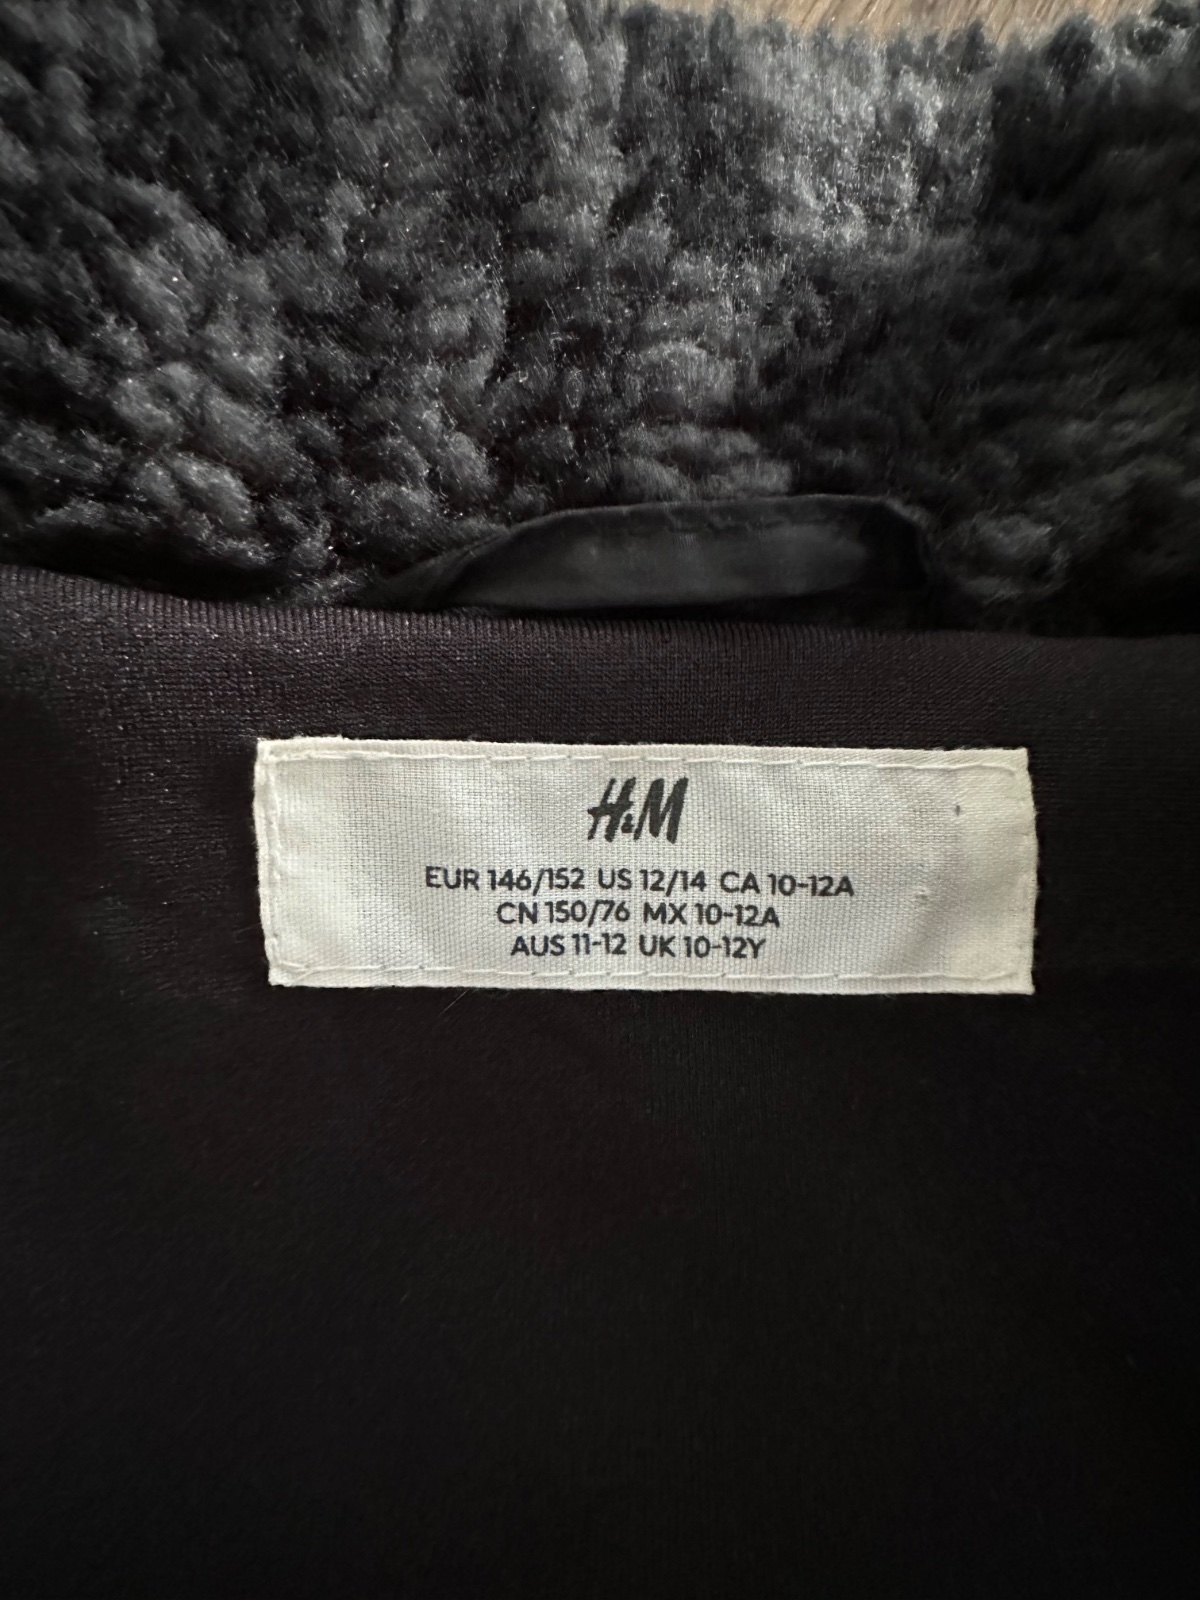 H&M
EUR 146/152 US 12/14 CA 10-12A
CN 150/76 MX 10-12A
AUS 11-12 UK 10-12Y